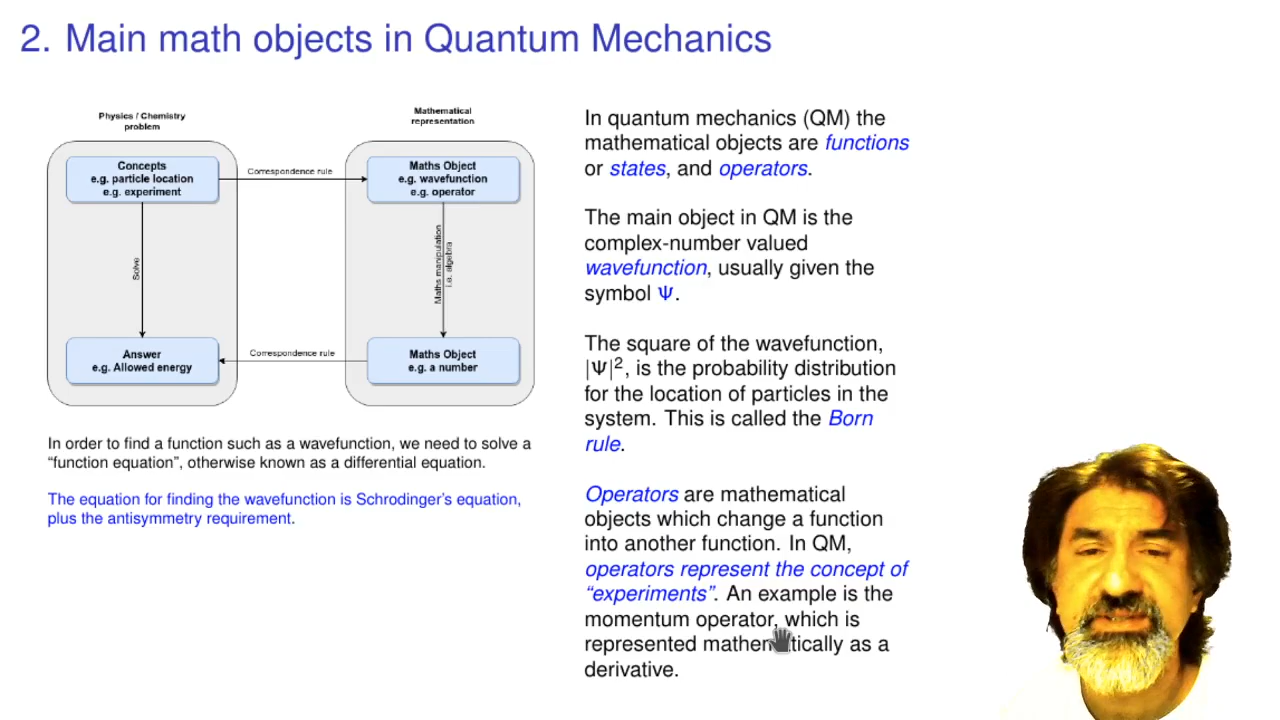 2. Main math objects in Quantum Mechanics
Physics / Chemistry
problem
Mathematical
representation
Concepts
e.g. particle location
e.g. experiment
Correspondence rule
Maths Object
e.g. wavefunction
e.g. operator
Solve
Maths manipulation
i.e. algebra
Answer
e.g. Allowed energy
Correspondence rule
Maths Object
e.g. a number
In order to find a function such as a wavefunction, we need to solve a
“function equation”, otherwise known as a differential equation.
The equation for finding the wavefunction is Schrodinger's equation,
plus the antisymmetry requirement.
In quantum mechanics (QM) the
mathematical objects are functions
or states, and operators.
The main object in QM is the
complex-number valued
wavefunction, usually given the
symbol Ψ.
The square of the wavefunction,
|Ψ|², is the probability distribution
for the location of particles in the
system. This is called the Born
rule.
Operators are mathematical
objects which change a function
into another function. In QM,
operators represent the concept of
“experiments”. An example is the
momentum operator, which is
represented mathematically as a
derivative.